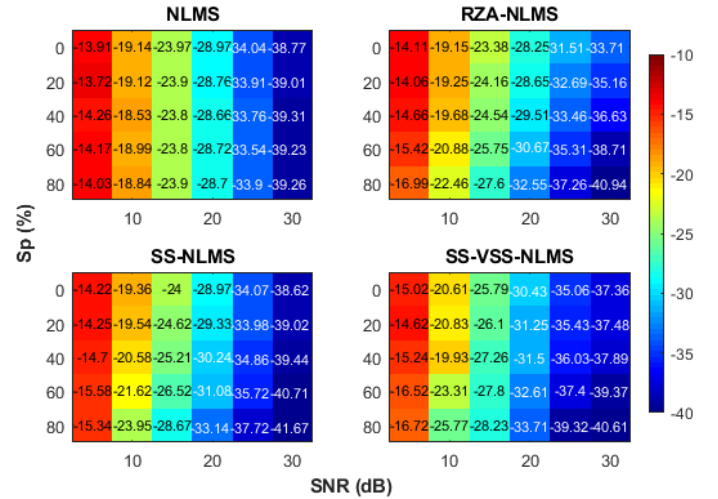 NLMS
RZA-NLMS
0 -13.91 -19.14 -23.97 -28.97 -34.04 -38.77
20 -13.72 -19.12 -23.9 -28.76 -33.91 -39.01
40 -14.26 -18.53 -23.8 -28.66 -33.76 -39.31
60 -14.17 -18.99 -23.8 -28.72 -33.54 -39.23
80 -14.03 -18.84 -23.9 -28.7 -33.9 -39.26
10 20 30
0 -14.11 -19.15 -23.38 -28.25 -31.51 -33.71
20 -14.06 -19.25 -24.16 -28.65 -32.69 -35.16
40 -14.66 -19.68 -24.54 -29.51 -33.46 -36.63
60 -15.42 -20.88 -25.75 -30.67 -35.31 -38.71
80 -16.99 -22.46 -27.6 -32.55 -37.26 -40.94
10 20 30
Sp (%)
SS-NLMS
SS-VSS-NLMS
0 -14.22 -19.36 -24 -28.97 -34.07 -38.62
20 -14.25 -19.54 -24.62 -29.33 -33.98 -39.02
40 -14.7 -20.58 -25.21 -30.24 -34.86 -39.44
60 -15.58 -21.62 -26.52 -31.08 -35.72 -40.71
80 -15.34 -23.95 -28.67 -33.14 -37.72 -41.67
10 20 30
0 -15.02 -20.61 -25.79 -30.43 -35.06 -37.36
20 -14.62 -20.83 -26.1 -31.25 -35.43 -37.48
40 -15.24 -19.93 -27.26 -31.5 -36.03 -37.89
60 -16.52 -23.31 -27.8 -32.61 -37.4 -39.37
80 -16.72 -25.77 -28.23 -33.71 -39.32 -40.61
10 20 30
SNR (dB)
-10
-15
-20
-25
-30
-35
-40